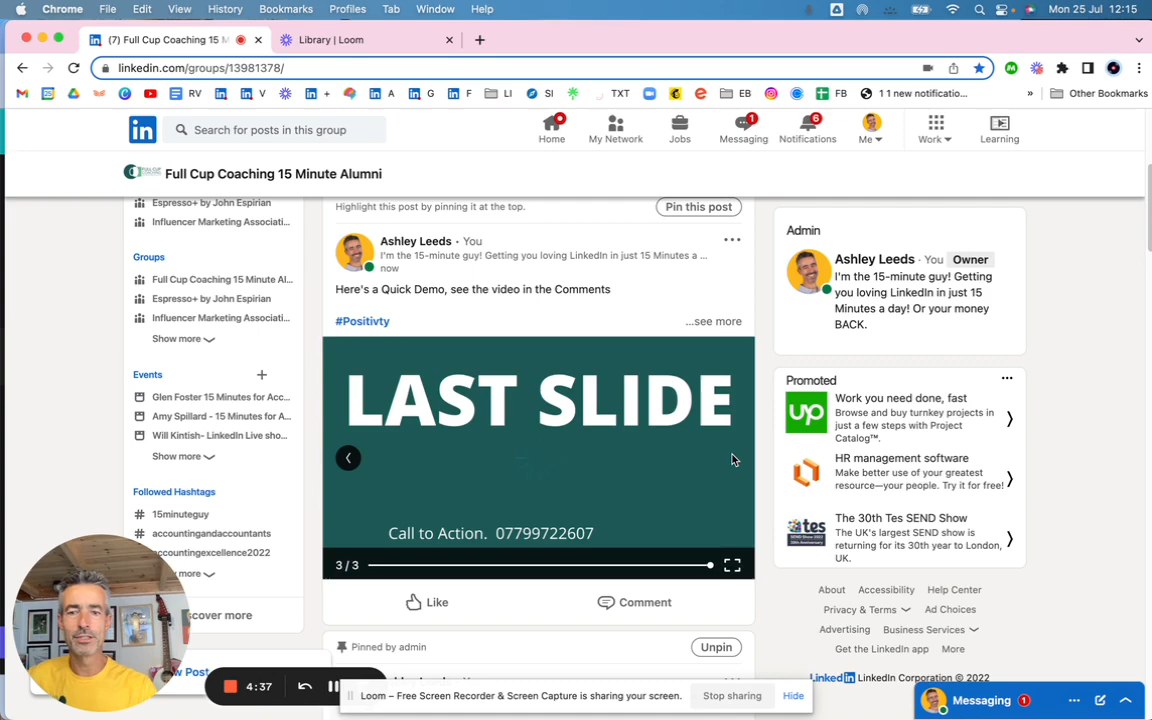 Chrome File Edit View History Bookmarks Profiles Tab Window Help Mon 25 Jul 12:15
(7) Full Cup Coaching 15 M
Library | Loom
linkedin.com/groups/13981378/
RV + V + A G F LI SI TXT EB FB 1 1 new notificatio... » Other Bookmarks
in
Search for posts in this group
Home
My Network
Jobs
1
Messaging
6
Notifications
Me
Work
Learning
Full Cup Coaching 15 Minute Alumni
Espresso+ by John Espirian
Influencer Marketing Associati...
Groups
Full Cup Coaching 15 Minute Al...
Espresso+ by John Espirian
Influencer Marketing Associati...
Show more
Events
Glen Foster 15 Minutes for Acc...
Amy Spillard - 15 Minutes for A...
Will Kintish- LinkedIn Live sho...
Show more
Followed Hashtags
# 15minuteguy
# accountingandaccountants
accountingexcellence2022
more
cover more
w Post
4:37
Highlight this post by pinning it at the top.
Pin this post
Ashley Leeds • You
I'm the 15-minute guy! Getting you loving LinkedIn in just 15 Minutes a ...
now
Here's a Quick Demo, see the video in the Comments
#Positivty
...see more
LAST SLIDE
Call to Action. 07799722607
3 / 3
Like
Comment
Pinned by admin
Unpin
Loom – Free Screen Recorder & Screen Capture is sharing your screen.
Stop sharing
Hide
Admin
Ashley Leeds • You Owner
I'm the 15-minute guy! Getting
you loving LinkedIn in just 15
Minutes a day! Or your money
BACK.
Promoted
up
Work you need done, fast
Browse and buy turnkey projects in
just a few steps with Project
Catalog™.
HR management software
Make better use of your greatest
resource—your people. Try it for free!
tes
The 30th Tes SEND Show
The UK's largest SEND show is
returning for its 30th year to London,
UK.
About Accessibility Help Center
Privacy & Terms Ad Choices
Advertising Business Services
Get the LinkedIn app More
LinkedIn LinkedIn Corporation © 2022
Messaging 1